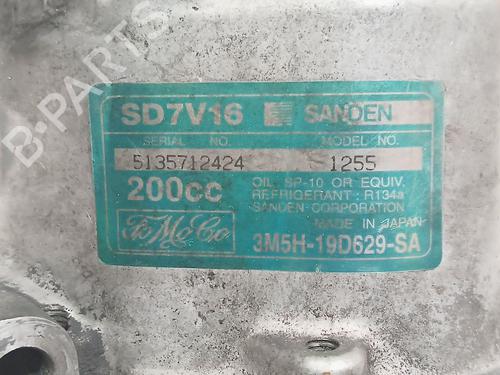 B-PARTS
SD7V16 SANDEN
SERIAL NO. MODEL NO.
5135712424 1255
200cc OIL SP-10 OR EQUIV.
REFRIGERANT : R134a
SANDEN CORPORATION
MADE IN JAPAN
FoMoCo 3M5H-19D629-SA